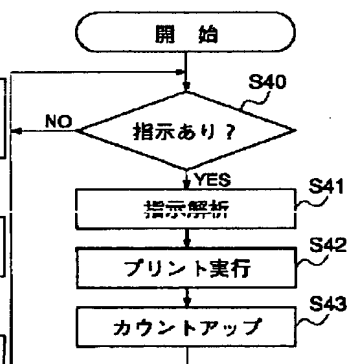 開 始
S40
指示あり?
NO
YES
S41
指示解析
S42
プリント実行
S43
カウントアップ